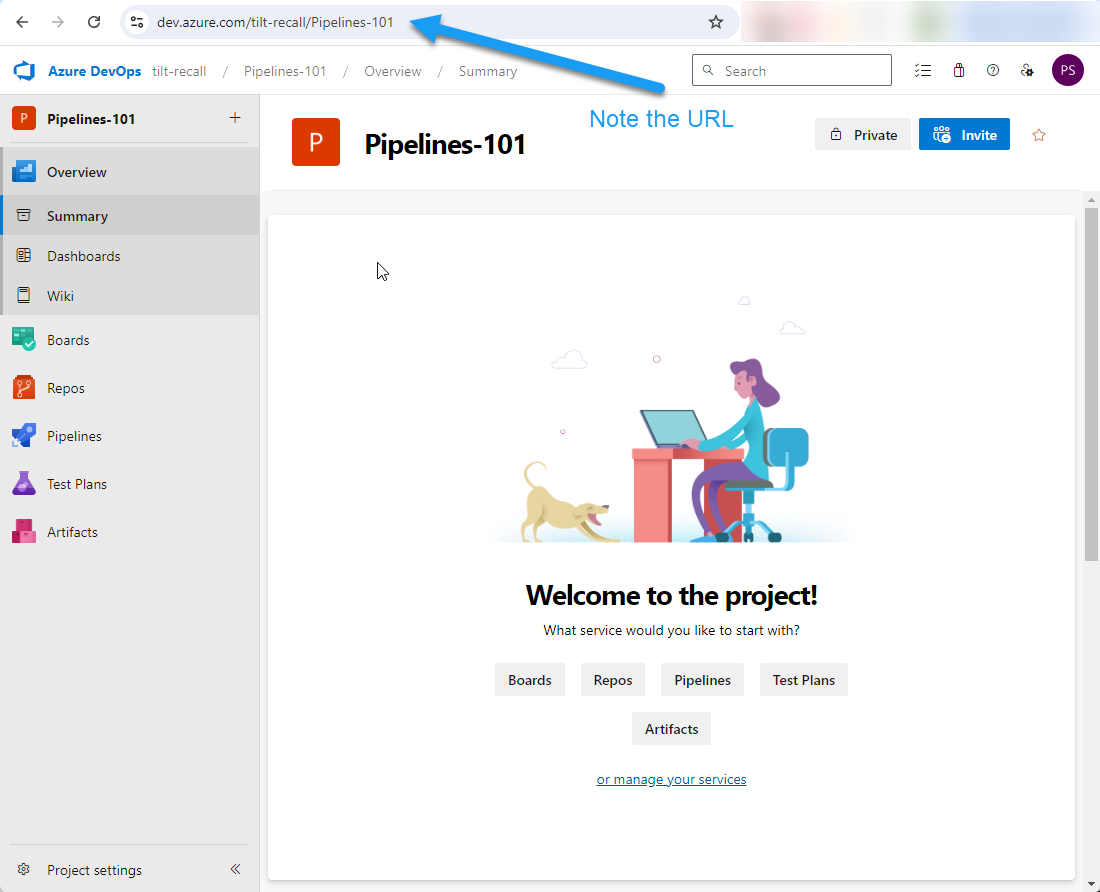 dev.azure.com/tilt-recall/Pipelines-101
Azure DevOps tilt-recall / Pipelines-101 / Overview / Summary Search PS
P Pipelines-101 +
Note the URL
P Pipelines-101 Private Invite
Overview
Summary
Dashboards
Wiki
Boards
Repos
Pipelines
Test Plans
Artifacts
Welcome to the project!
What service would you like to start with?
Boards Repos Pipelines Test Plans
Artifacts
or manage your services
Project settings